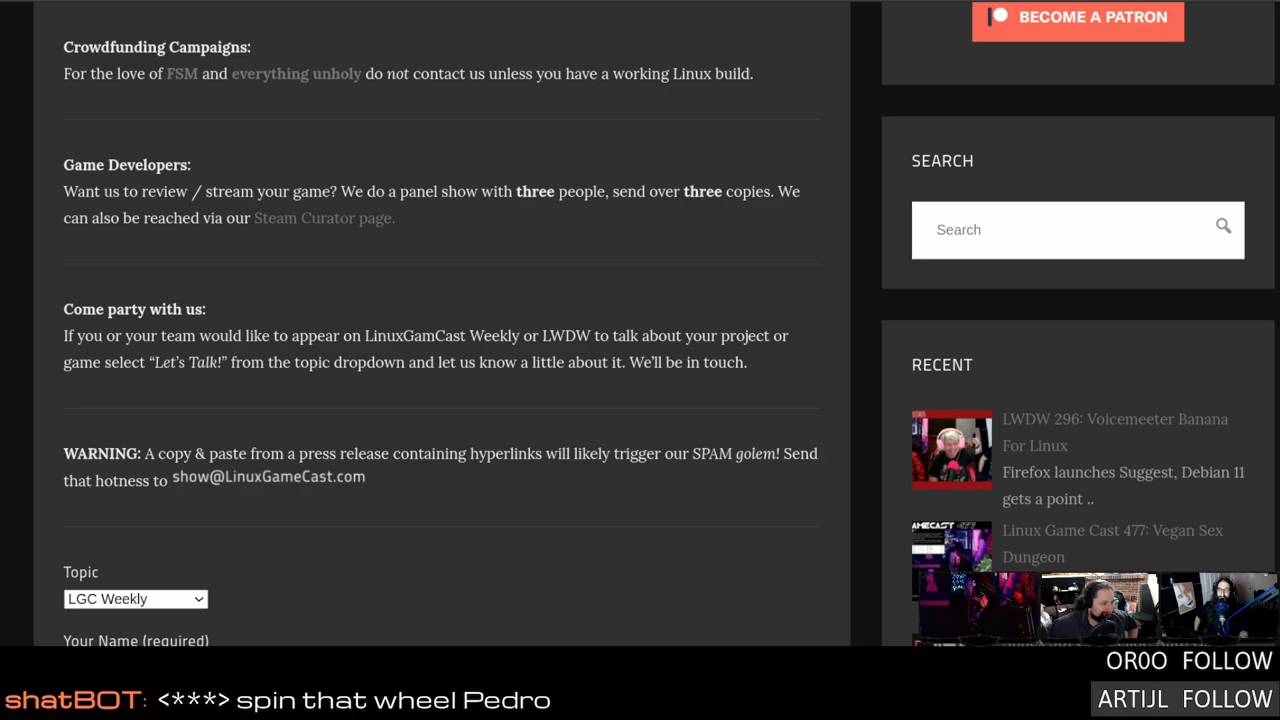 BECOME A PATRON
Crowdfunding Campaigns:
For the love of FSM and everything unholy do not contact us unless you have a working Linux build.
Game Developers:
Want us to review / stream your game? We do a panel show with three people, send over three copies. We
can also be reached via our Steam Curator page.
Come party with us:
If you or your team would like to appear on LinuxGamCast Weekly or LWDW to talk about your project or
game select “Let’s Talk!” from the topic dropdown and let us know a little about it. We’ll be in touch.
WARNING: A copy & paste from a press release containing hyperlinks will likely trigger our SPAM golem! Send
that hotness to show@LinuxGameCast.com
Topic
LGC Weekly
Your Name (required)
SEARCH
Search
RECENT
LWDW 296: Voicemeeter Banana
For Linux
Firefox launches Suggest, Debian 11
gets a point ..
Linux Game Cast 477: Vegan Sex
Dungeon
OR0O FOLLOW
ARTIJL FOLLOW
shatBOT: <***> spin that wheel Pedro